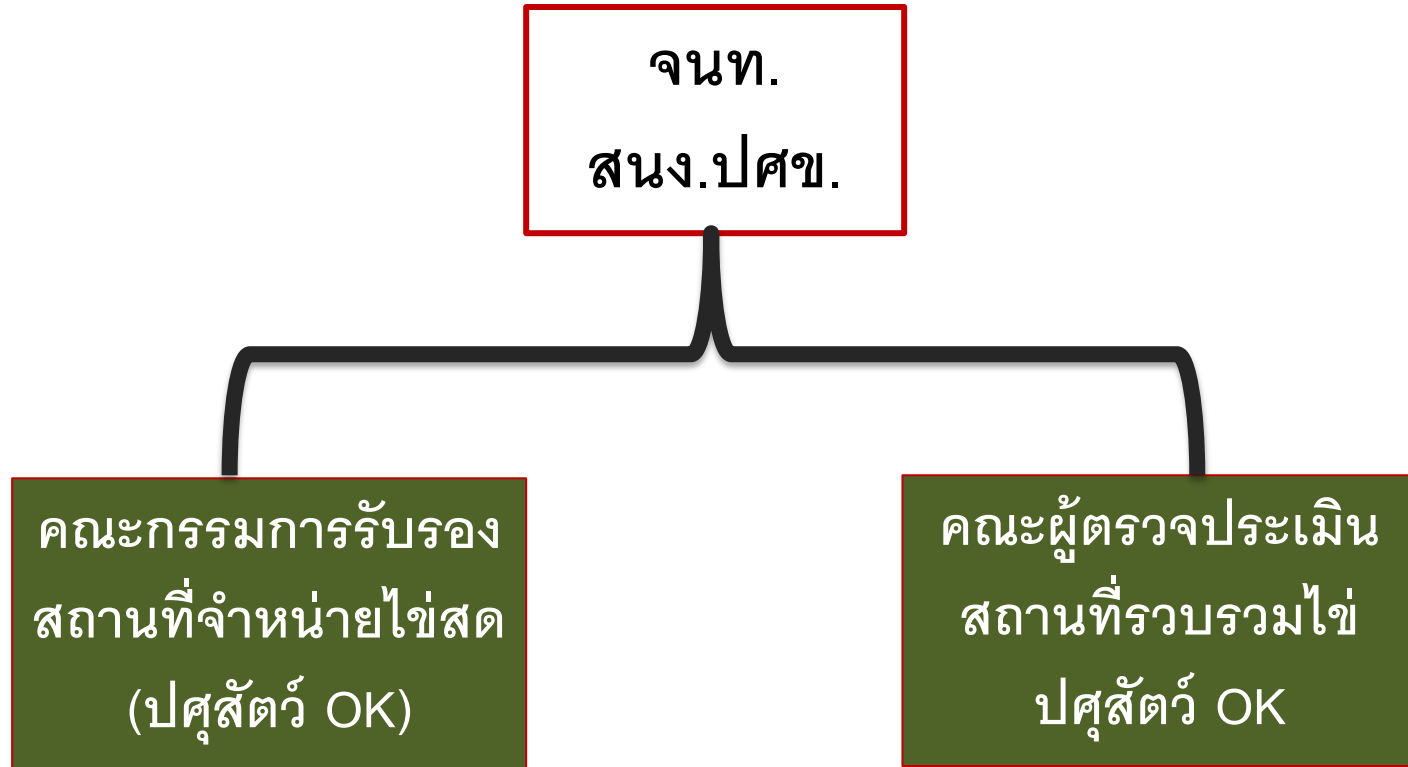 จนท.
สนง.ปศข.
คณะกรรมการรับรอง
สถานที่จำหน่ายไข่สด
(ปศุสัตว์ OK)
คณะผู้ตรวจประเมิน
สถานที่รวบรวมไข่
ปศุสัตว์ OK